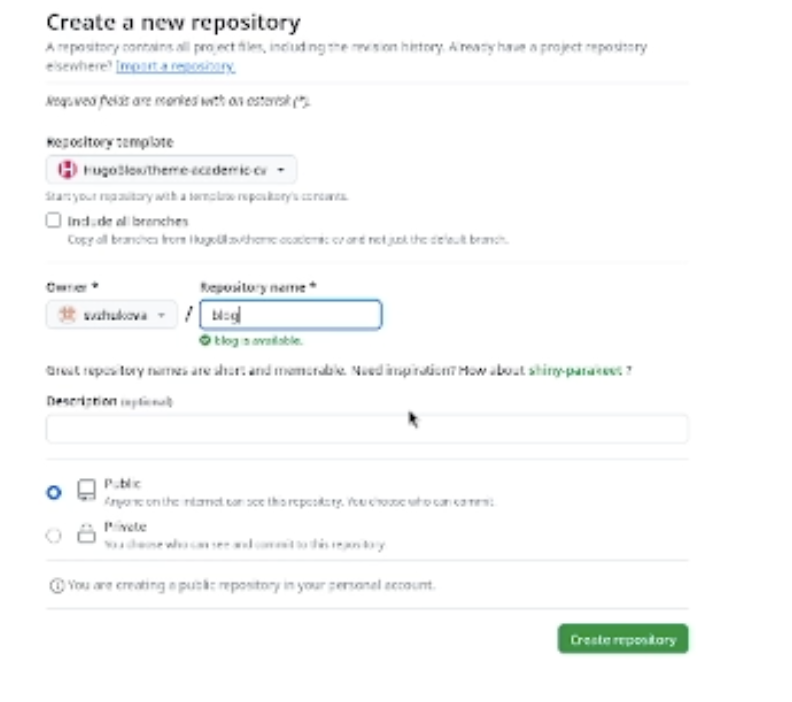 Create a new repository
A repository contains all project files, including the revision history. Already have a project repository
elsewhere? Import a repository.
Required fields are marked with an asterisk (*).
Repository template
HugoBlox/theme-academic-cv
Start your repository with a template repository's contents.
Include all branches
Copy all branches from HugoBlox/theme-academic-cv and not just the default branch.
Owner * Repository name *
svzhukova / blog
blog is available.
Great repository names are short and memorable. Need inspiration? How about shiny-parakeet ?
Description (optional)
Public
Anyone on the internet can see this repository. You choose who can commit.
Private
You choose who can see and commit to this repository.
You are creating a public repository in your personal account.
Create repository